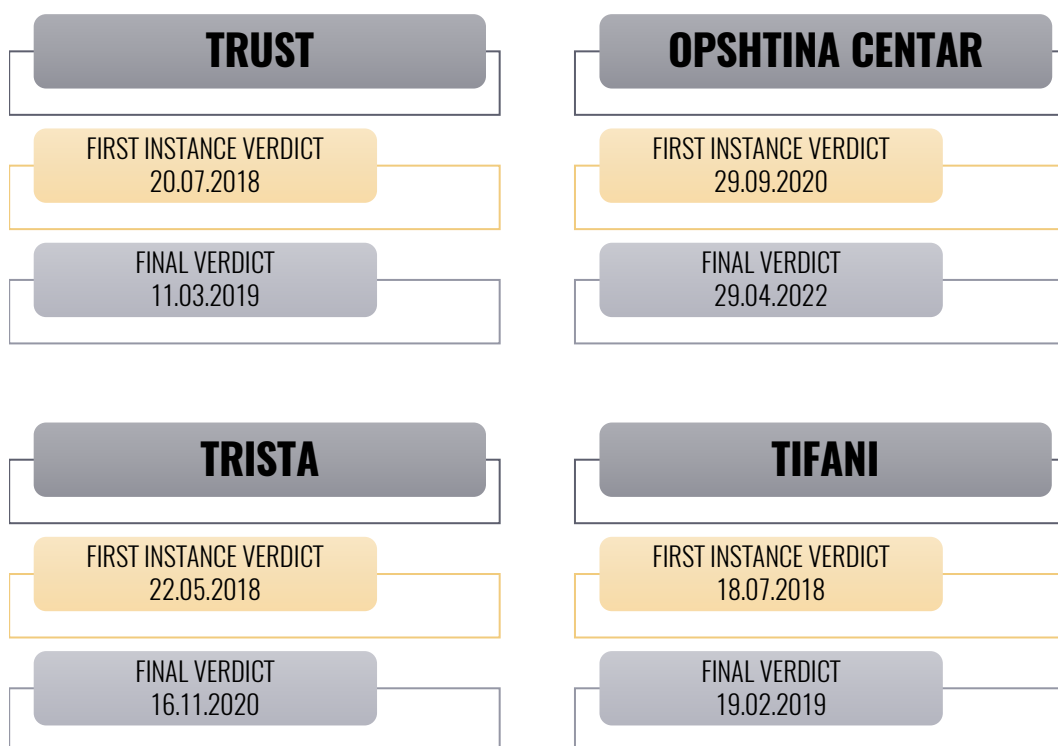 TRUST
FIRST INSTANCE VERDICT
20.07.2018
FINAL VERDICT
11.03.2019
OPSHTINA CENTAR
FIRST INSTANCE VERDICT
29.09.2020
FINAL VERDICT
29.04.2022
TRISTA
FIRST INSTANCE VERDICT
22.05.2018
FINAL VERDICT
16.11.2020
TIFANI
FIRST INSTANCE VERDICT
18.07.2018
FINAL VERDICT
19.02.2019